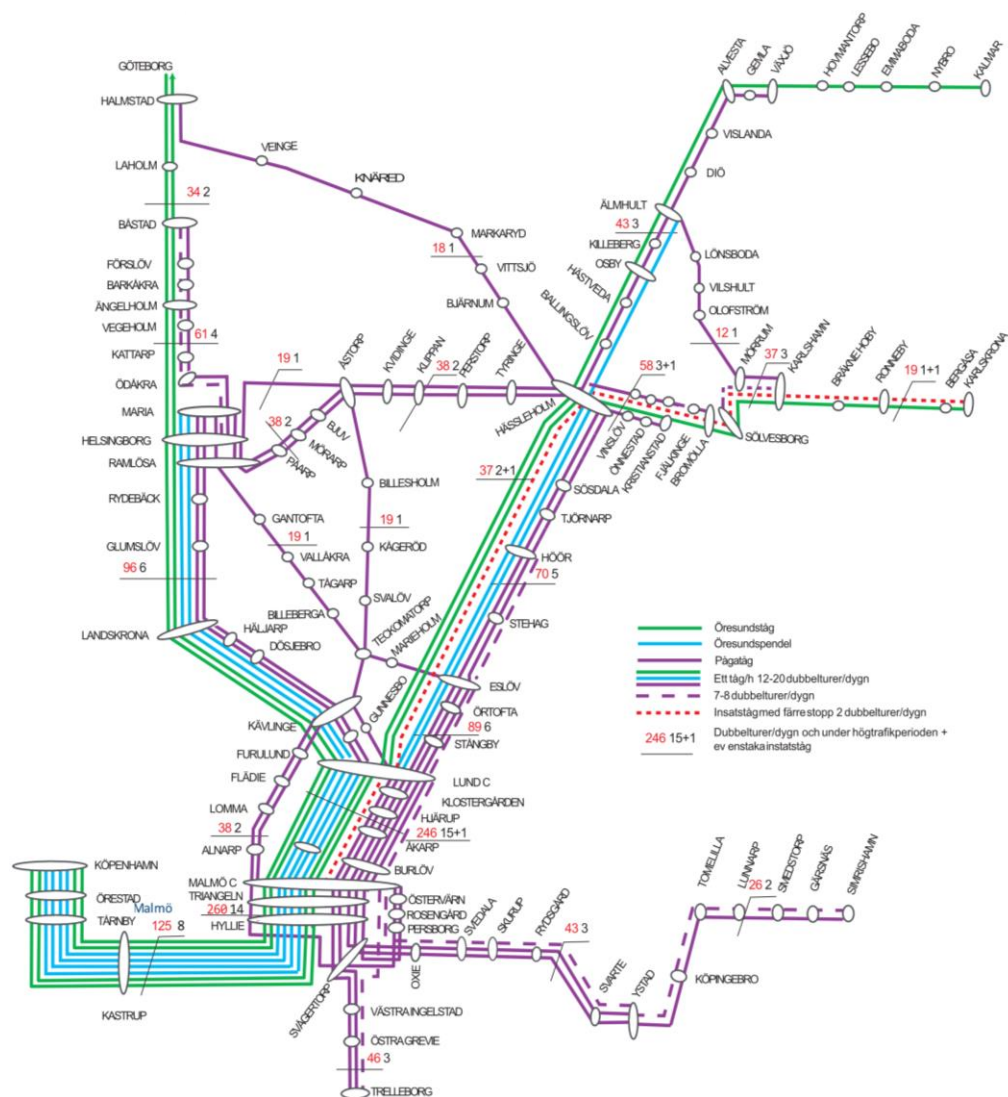 GÖTEBORG
HALMSTAD
LAHOLM
34 2
BÅSTAD
FÖRSLÖV
BARKÅKRA
ÄNGELHOLM
VEGEHOLM
61 4
KATTARP
ÖDÅKRA
MARIA
HELSINGBORG
RAMLÖSA
RYDEBÄCK
GLUMSLÖV
96 6
LANDSKRONA
VEINGE
KNÄRED
MARKARYD
18 1
VITTSJÖ
BJÄRNUM
19 1
ÅSTORP
KVIDINGE
KLIPPAN
38 2
PERSTORP
TYRINGE
HÄSSLEHOLM
38 2
BJUV
MÖRARP
PÅARP
GANTOFTA
19 1
VALLÅKRA
TÅGARP
BILLEBERGA
BILLESHOLM
19 1
KÅGERÖD
SVALÖV
TECKOMATORP
MARIEHOLM
HÄLJARP
DÖSJEBRO
GUNNESBO
KÄVLINGE
FURULUND
FLÄDIE
LOMMA
38 2
ALNARP
ALVESTA
GEMLA
VÄXJÖ
HOVMANTORP
LESSEBO
EMMABODA
NYBRO
KALMAR
VISLANDA
DIÖ
ÄLMHULT
43 3
KILLEBERG
OSBY
HÄSTVEDA
BALLINGSLÖV
LÖNSBODA
VILSHULT
OLOFSTRÖM
12 1
MÖRRUM
KARLSHAMN
37 3
BRÄKNE HOBY
RONNEBY
19 1+1
BERGÅSA
KARLSKRONA
58 3+1
VINSLÖV
ÖNNESTAD
KRISTIANSTAD
FJÄLKINGE
BROMÖLLA
SÖLVESBORG
37 2+1
SÖSDALA
TJÖRNARP
HÖÖR
70 5
STEHAG
ESLÖV
ÖRTOFTA
89 6
STÅNGBY
LUND C
KLOSTERGÅRDEN
HJÄRUP
246 15+1
ÅKARP
BURLÖV
MALMÖ C
TRIANGELN
260 14
HYLLIE
ÖSTERVÄRN
ROSENGÅRD
PERSBORG
KÖPENHAMN
ÖRESTAD
TÅRNBY
Malmö
125 8
KASTRUP
SVÅGERTORP
OXIE
SVEDALA
SKURUP
RYDSGÅRD
43 3
SVARTE
YSTAD
KÖPINGEBRO
TOMELILLA
LUNNARP
26 2
SMEDSTORP
GÄRSNÄS
SIMRISHAMN
VÄSTRA INGELSTAD
ÖSTRA GREVIE
46 3
TRELLEBORG
Öresundståg
Öresundspendel
Pågatåg
Ett tåg/h 12-20 dubbelturer/dygn
7-8 dubbelturer/dygn
Insatståg med färre stopp 2 dubbelturer/dygn
246 15+1
Dubbelturer/dygn och under högtrafikperioden +
ev enstaka instatståg